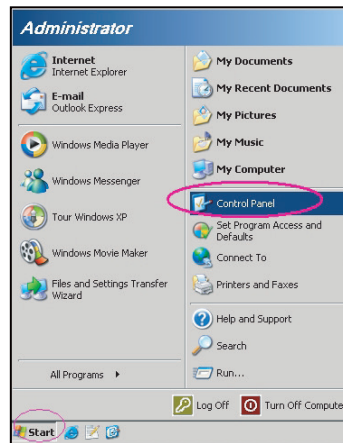 Administrator
Internet
Internet Explorer
E-mail
Outlook Express
Windows Media Player
Windows Messenger
Tour Windows XP
Windows Movie Maker
Files and Settings Transfer
Wizard
All Programs
My Documents
My Recent Documents
My Pictures
My Music
My Computer
Control Panel
Set Program Access and
Defaults
Connect To
Printers and Faxes
Help and Support
Search
Run...
Log Off
Turn Off Compute
Start